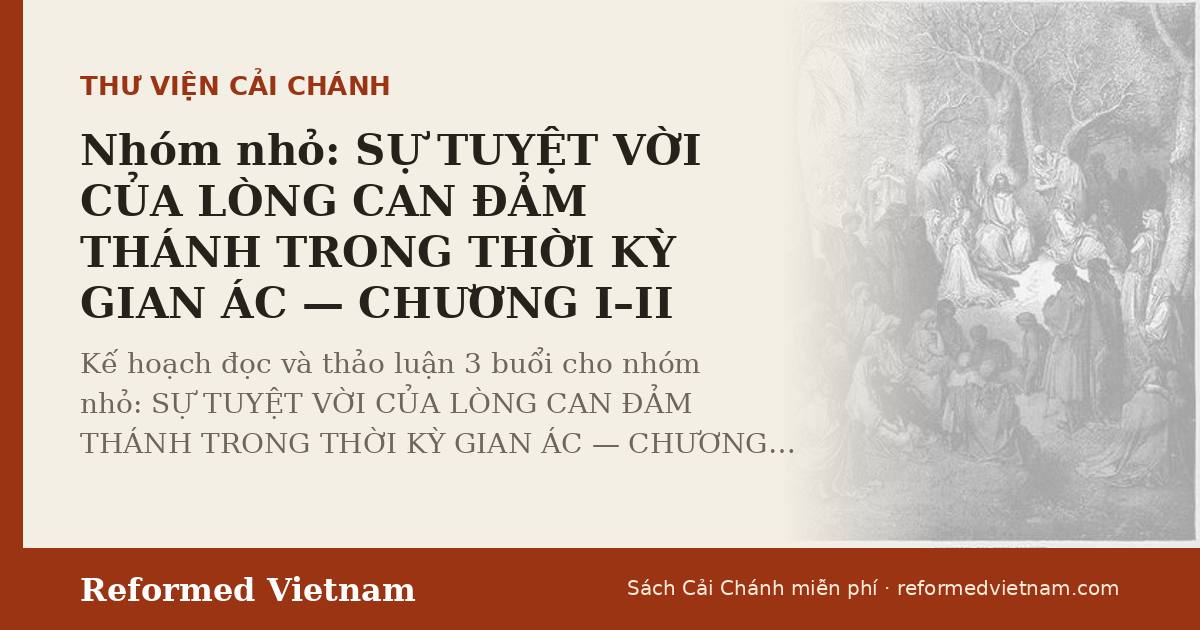 THƯ VIỆN CẢI CHÁNH
Nhóm nhỏ: SỰ TUYỆT VỜI
CỦA LÒNG CAN ĐẢM
THÁNH TRONG THỜI KỲ
GIAN ÁC — CHƯƠNG I–II
Kế hoạch đọc và thảo luận 3 buổi cho nhóm
nhỏ: SỰ TUYỆT VỜI CỦA LÒNG CAN ĐẢM
THÁNH TRONG THỜI KỲ GIAN ÁC — CHƯƠNG…
Reformed Vietnam
Sách Cải Chánh miễn phí · reformedvietnam.com